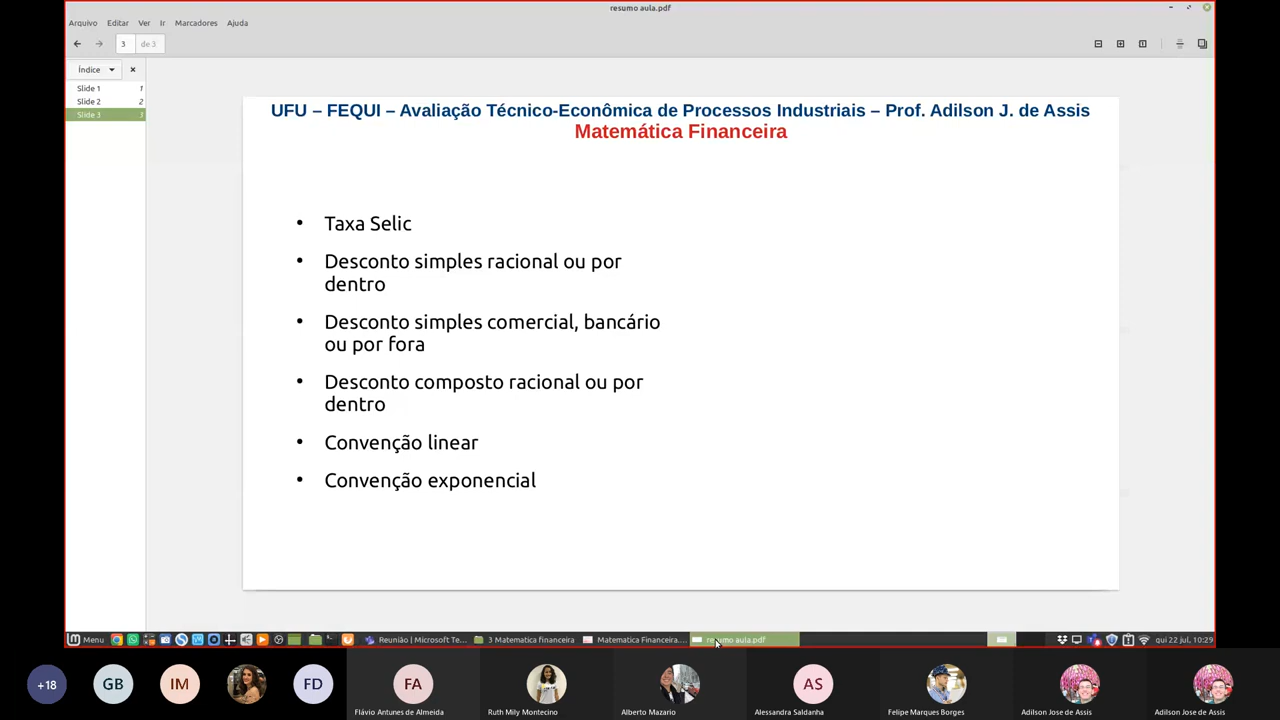 resumo aula.pdf
Arquivo Editar Ver Ir Marcadores Ajuda
3 de 3
Índice
Slide 1 1
Slide 2 2
Slide 3 3
UFU – FEQUI – Avaliação Técnico-Econômica de Processos Industriais – Prof. Adilson J. de Assis
Matemática Financeira
• Taxa Selic
• Desconto simples racional ou por
dentro
• Desconto simples comercial, bancário
ou por fora
• Desconto composto racional ou por
dentro
• Convenção linear
• Convenção exponencial
Menu Reunião | Microsoft Te... 3 Matematica financeira Matematica Financeira.... resumo aula.pdf qui 22 jul, 10:29
+18 GB IM FD FA AS
Flávio Antunes de Almeida Ruth Mily Montecino Alberto Mazario Alessandra Saldanha Felipe Marques Borges Adilson Jose de Assis Adilson Jose de Assis